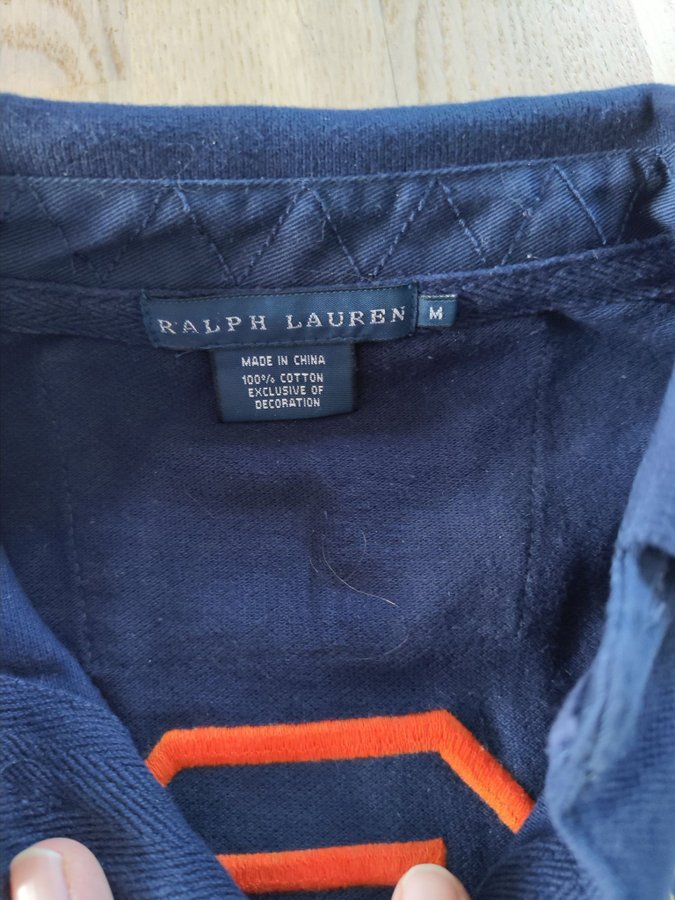 RALPH LAUREN M
MADE IN CHINA
100% COTTON
EXCLUSIVE OF
DECORATION